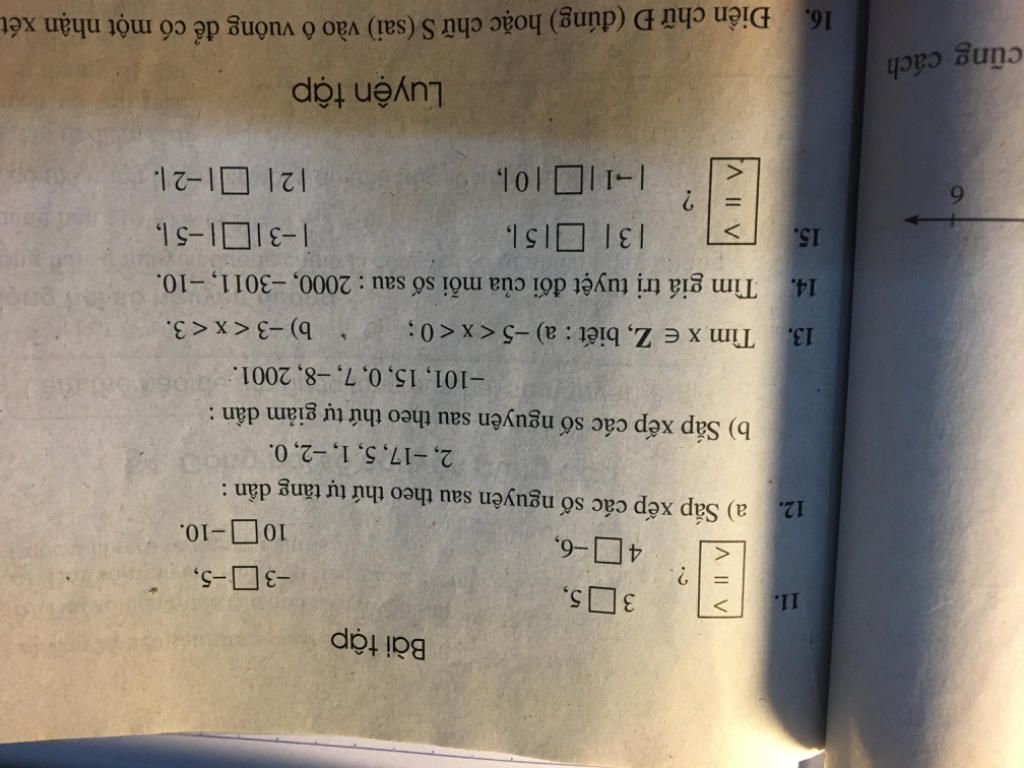 Bài tập
11. > 3 □ 5, −3 □ −5,
= ?
< 4 □ −6, 10 □ −10.
12. a) Sắp xếp các số nguyên sau theo thứ tự tăng dần :
2, −17, 5, 1, −2, 0.
b) Sắp xếp các số nguyên sau theo thứ tự giảm dần :
−101, 15, 0, 7, −8, 2001.
13. Tìm x ∈ Z, biết : a) −5 < x < 0 ; b) −3 < x < 3.
14. Tìm giá trị tuyệt đối của mỗi số sau : 2000, −3011, −10.
15. > | 3 | □ | 5 |, | −3 | □ | −5 |,
= ?
< | −1 | □ | 0 |, | 2 | □ | −2 |.
Luyện tập
16. Điền chữ Đ (đúng) hoặc chữ S (sai) vào ô vuông để có một nhận xét
6
cũng cách